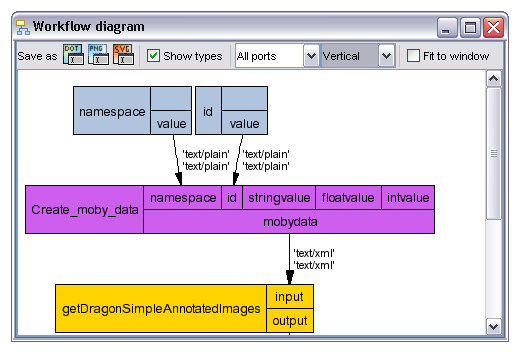 Workflow diagram
Save as DOT PNG SVG Show types All ports Vertical Fit to window
namespace value id value
'text/plain' 'text/plain'
'text/plain' 'text/plain'
Create_moby_data namespace id stringvalue floatvalue intvalue
mobydata
'text/xml'
'text/xml'
getDragonSimpleAnnotatedImages input
output